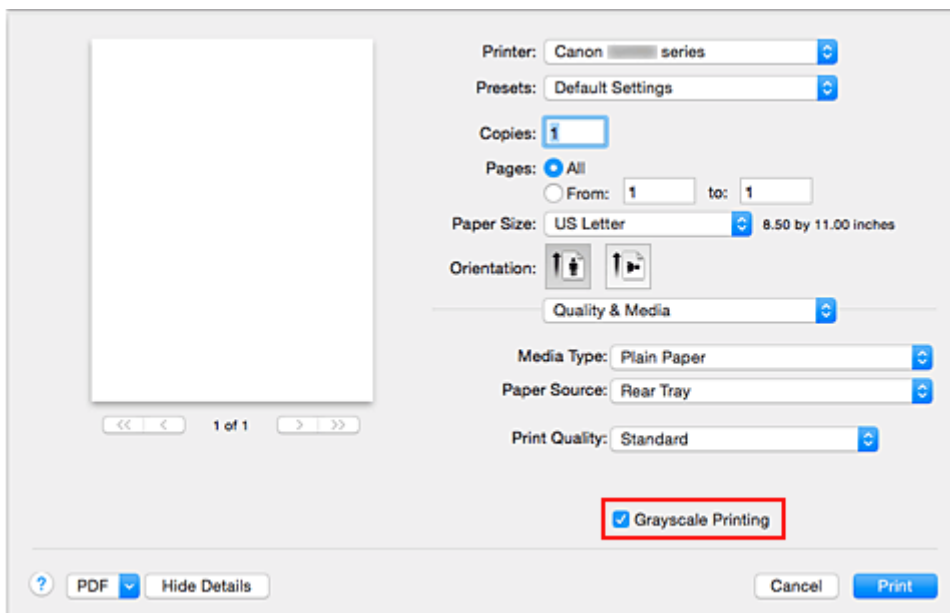 Printer: Canon series
Presets: Default Settings
Copies: 1
Pages: All
From: 1 to: 1
Paper Size: US Letter 8.50 by 11.00 inches
Orientation:
Quality & Media
Media Type: Plain Paper
Paper Source: Rear Tray
1 of 1
Print Quality: Standard
Grayscale Printing
? PDF Hide Details Cancel Print